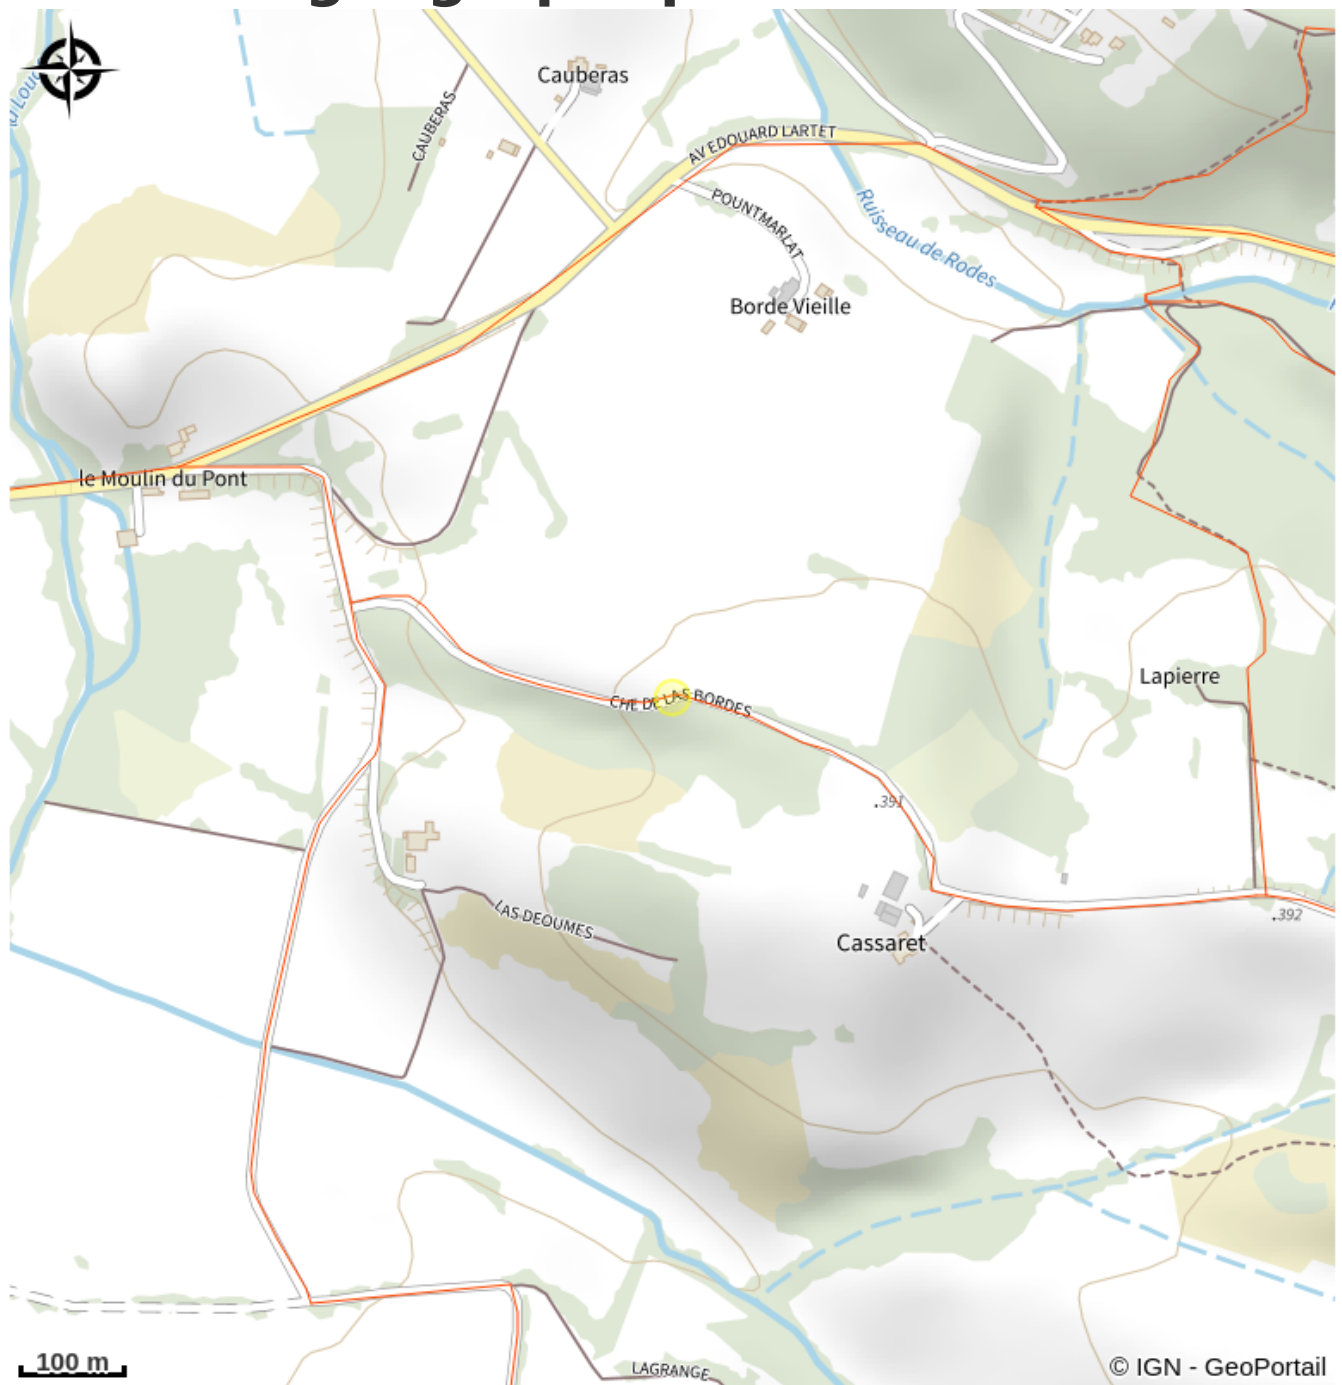 Cauberas
CAUBERAS
AV EDOUARD LARTET
POUNTMARLAT
Ruisseau de Rodes
Borde Vieille
le Moulin du Pont
Lapierre
CHE DE LAS BORDES
391
LAS DEOUMES
392
Cassaret
LAGRANGE
100 m
© IGN - GeoPortail